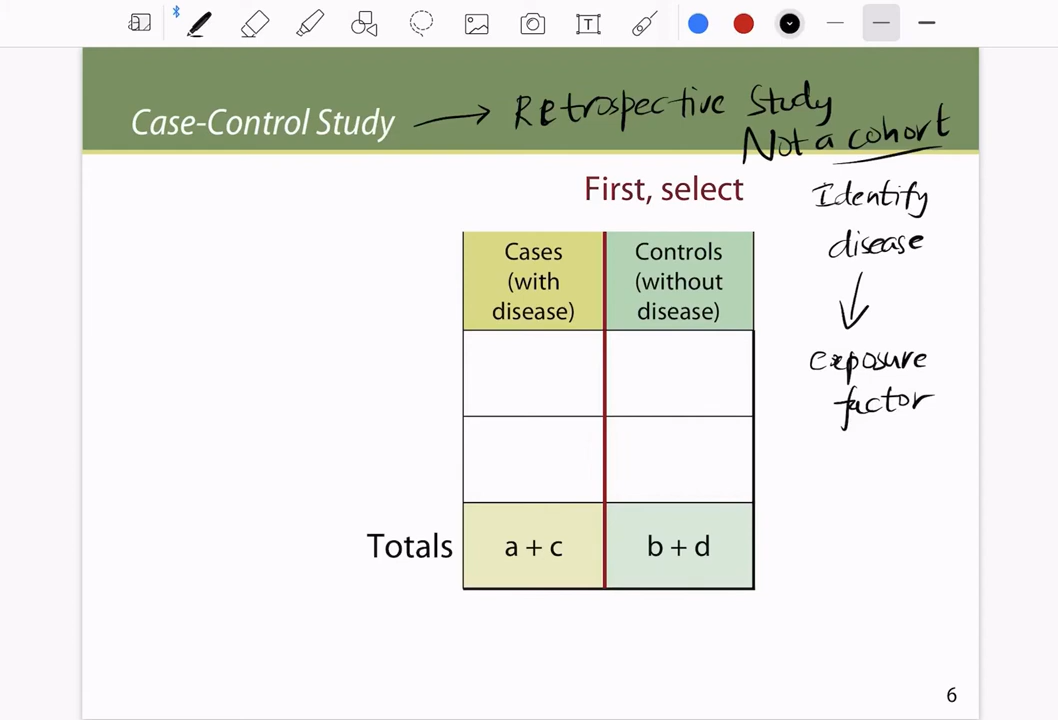 Case-Control Study → Retrospective Study
Not a cohort
First, select
Identify
disease
Cases
(with
disease)
Controls
(without
disease)
exposure
factor
Totals
a + c
b + d
6
T